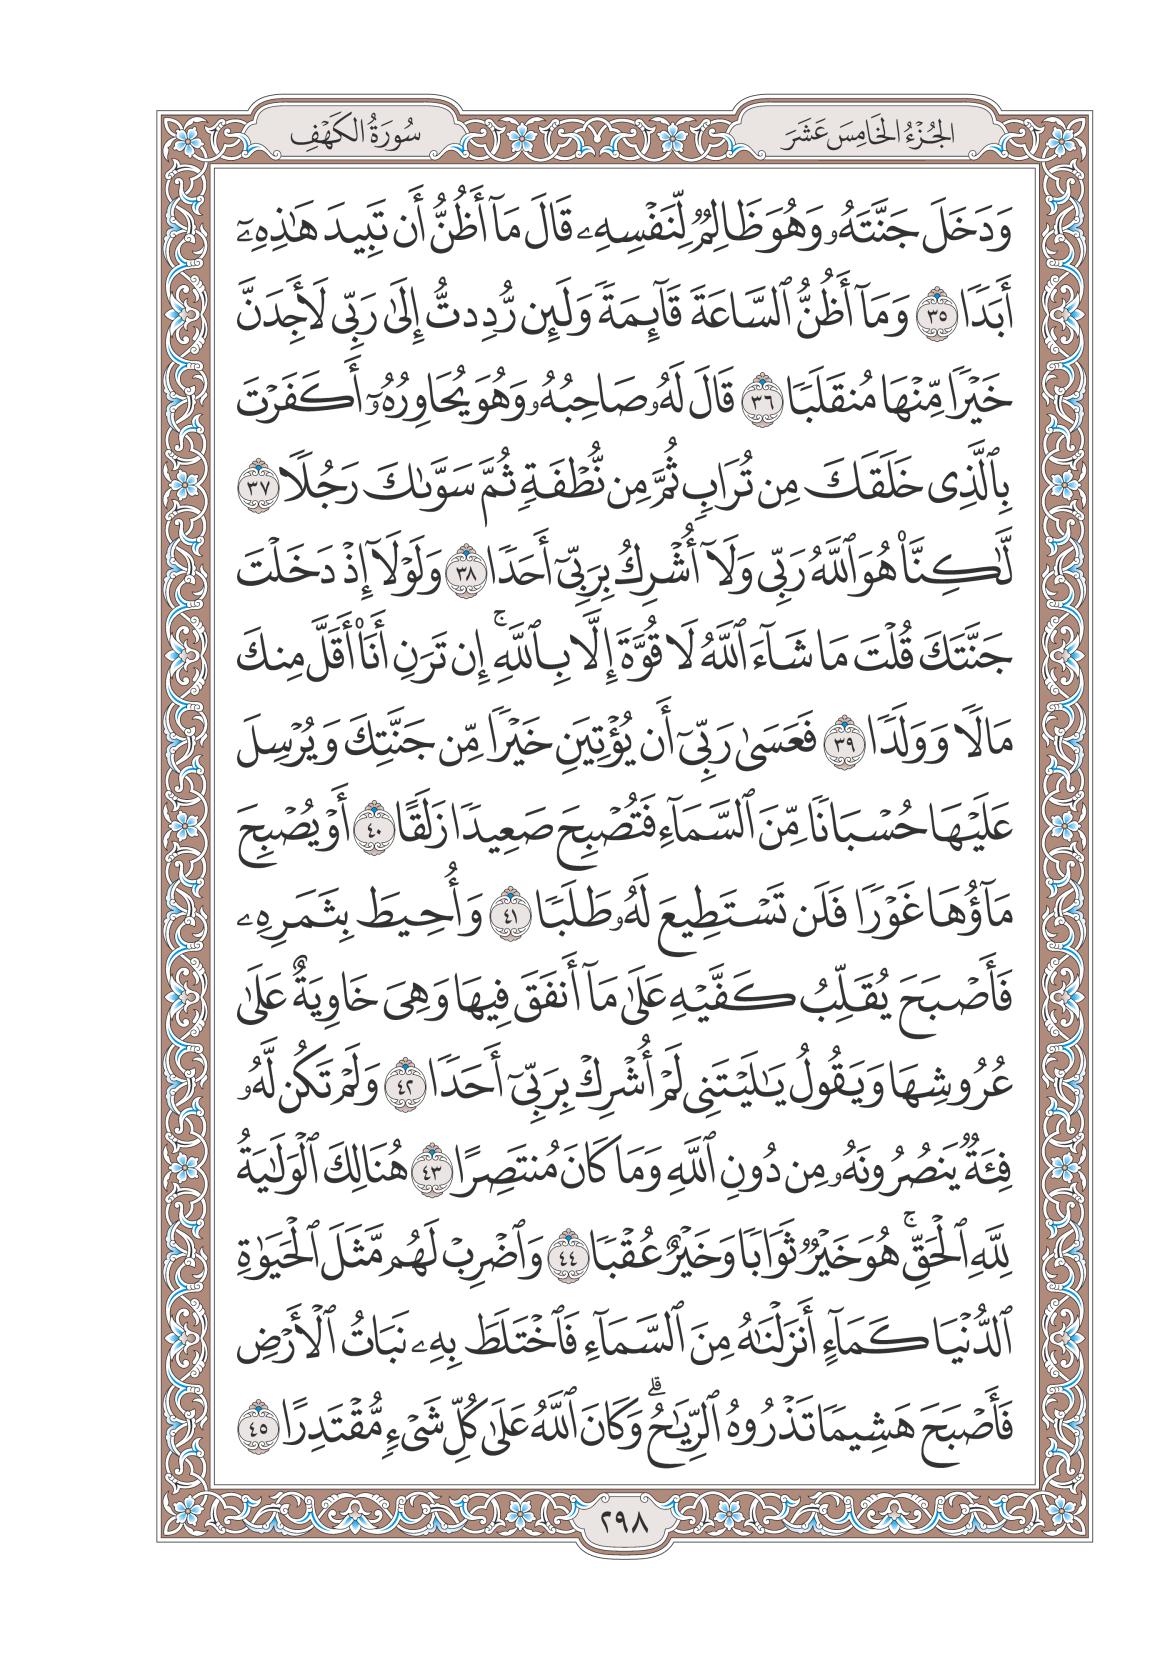 الجُزْءُ الخَامِسَ عَشَرَ
سُورَةُ الكَهْفِ
وَدَخَلَ جَنَّتَهُۥ وَهُوَ ظَالِمٌ لِّنَفْسِهِۦ قَالَ مَآ أَظُنُّ أَن تَبِيدَ هَٰذِهِۦٓ
أَبَدًا ٣٥ وَمَآ أَظُنُّ ٱلسَّاعَةَ قَآئِمَةً وَلَئِن رُّدِدتُّ إِلَىٰ رَبِّى لَأَجِدَنَّ
خَيْرًا مِّنْهَا مُنقَلَبًا ٣٦ قَالَ لَهُۥ صَاحِبُهُۥ وَهُوَ يُحَاوِرُهُۥٓ أَكَفَرْتَ
بِٱلَّذِى خَلَقَكَ مِن تُرَابٍ ثُمَّ مِن نُّطْفَةٍ ثُمَّ سَوَّىٰكَ رَجُلًا ٣٧
لَّٰكِنَّا۠ هُوَ ٱللَّهُ رَبِّى وَلَآ أُشْرِكُ بِرَبِّىٓ أَحَدًا ٣٨ وَلَوْلَآ إِذْ دَخَلْتَ
جَنَّتَكَ قُلْتَ مَا شَآءَ ٱللَّهُ لَا قُوَّةَ إِلَّا بِٱللَّهِ ۚ إِن تَرَنِ أَنَا۠ أَقَلَّ مِنكَ
مَالًا وَوَلَدًا ٣٩ فَعَسَىٰ رَبِّىٓ أَن يُؤْتِيَنِ خَيْرًا مِّن جَنَّتِكَ وَيُرْسِلَ
عَلَيْهَا حُسْبَانًا مِّنَ ٱلسَّمَآءِ فَتُصْبِحَ صَعِيدًا زَلَقًا ٤٠ أَوْ يُصْبِحَ
مَآؤُهَا غَوْرًا فَلَن تَسْتَطِيعَ لَهُۥ طَلَبًا ٤١ وَأُحِيطَ بِثَمَرِهِۦ
فَأَصْبَحَ يُقَلِّبُ كَفَّيْهِ عَلَىٰ مَآ أَنفَقَ فِيهَا وَهِىَ خَاوِيَةٌ عَلَىٰ
عُرُوشِهَا وَيَقُولُ يَٰلَيْتَنِى لَمْ أُشْرِكْ بِرَبِّىٓ أَحَدًا ٤٢ وَلَمْ تَكُن لَّهُۥ
فِئَةٌ يَنصُرُونَهُۥ مِن دُونِ ٱللَّهِ وَمَا كَانَ مُنتَصِرًا ٤٣ هُنَالِكَ ٱلْوَلَٰيَةُ
لِلَّهِ ٱلْحَقِّ ۚ هُوَ خَيْرٌ ثَوَابًا وَخَيْرٌ عُقْبًا ٤٤ وَٱضْرِبْ لَهُم مَّثَلَ ٱلْحَيَوٰةِ
ٱلدُّنْيَا كَمَآءٍ أَنزَلْنَٰهُ مِنَ ٱلسَّمَآءِ فَٱخْتَلَطَ بِهِۦ نَبَاتُ ٱلْأَرْضِ
فَأَصْبَحَ هَشِيمًا تَذْرُوهُ ٱلرِّيَٰحُ ۗ وَكَانَ ٱللَّهُ عَلَىٰ كُلِّ شَىْءٍ مُّقْتَدِرًا ٤٥
٢٩٨